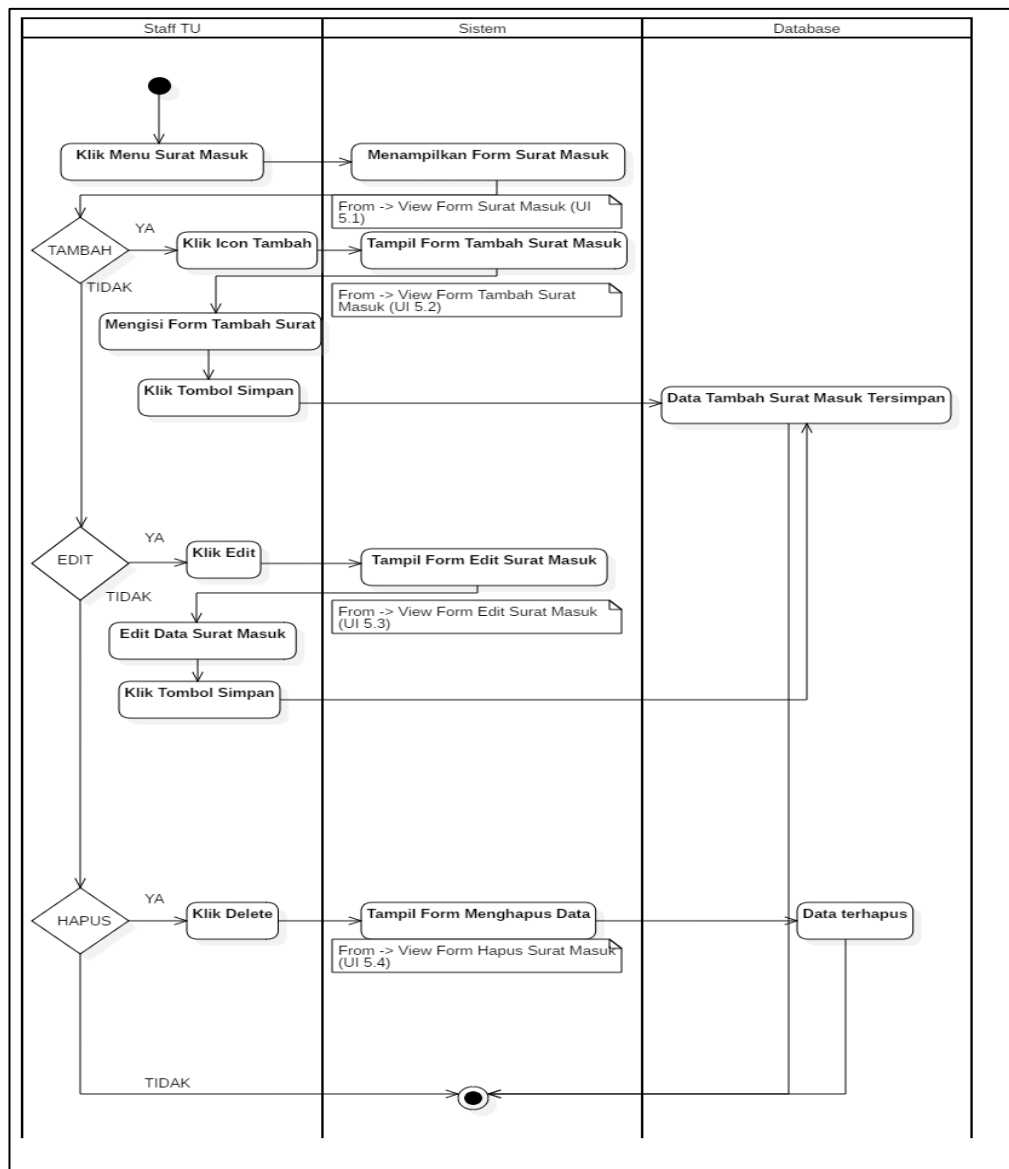 Staff TU
Sistem
Database
Klik Menu Surat Masuk
Menampilkan Form Surat Masuk
From -> View Form Surat Masuk (UI
5.1)
TAMBAH
YA
Klik Icon Tambah
Tampil Form Tambah Surat Masuk
TIDAK
From -> View Form Tambah Surat
Masuk (UI 5.2)
Mengisi Form Tambah Surat
Klik Tombol Simpan
Data Tambah Surat Masuk Tersimpan
EDIT
YA
Klik Edit
Tampil Form Edit Surat Masuk
TIDAK
From -> View Form Edit Surat Masuk
(UI 5.3)
Edit Data Surat Masuk
Klik Tombol Simpan
HAPUS
YA
Klik Delete
Tampil Form Menghapus Data
Data terhapus
From -> View Form Hapus Surat Masuk
(UI 5.4)
TIDAK